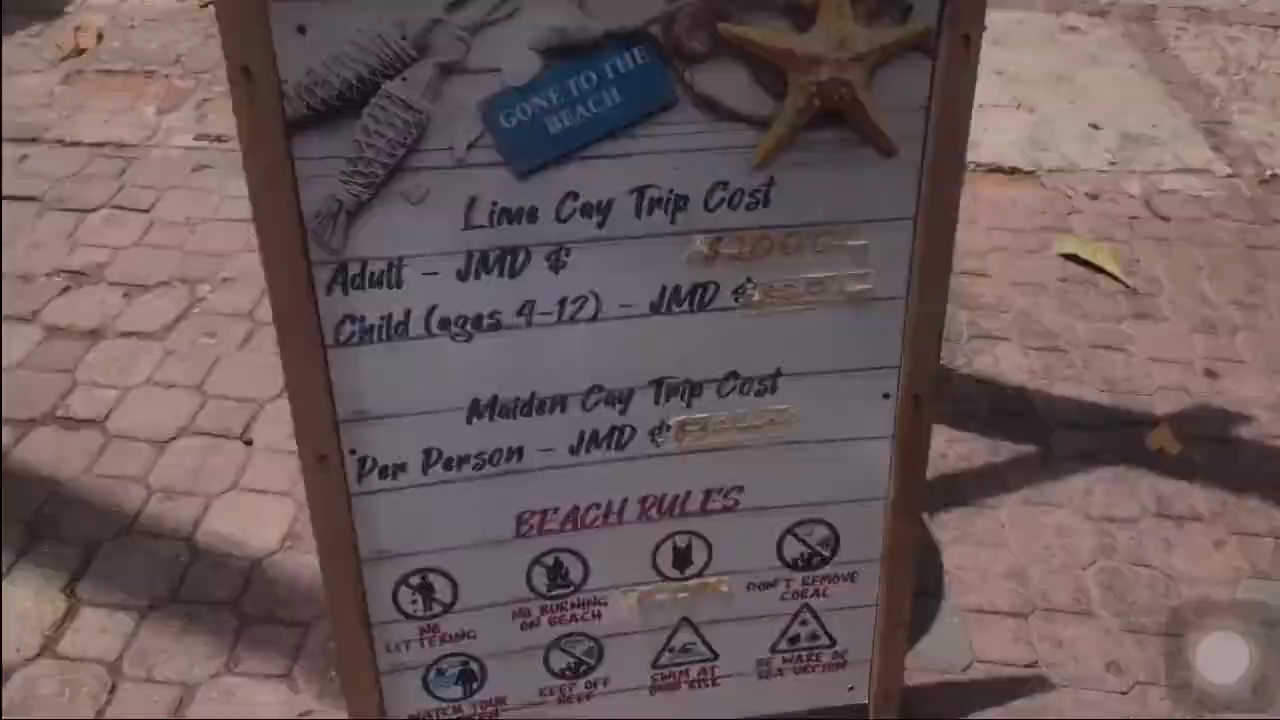 GONE TO THE
BEACH
Lime Cay Trip Cost
Adult - JMD $
Child (ages 4-12) - JMD $
Maiden Cay Trip Cost
Per Person - JMD $
BEACH RULES
NO
LITTERING
NO BURNING
ON BEACH
DON'T REMOVE
CORAL
WATCH YOUR
KEEP OFF
REEF
SWIM AT
OWN RISK
BE WARE OF
SEA URCHIN